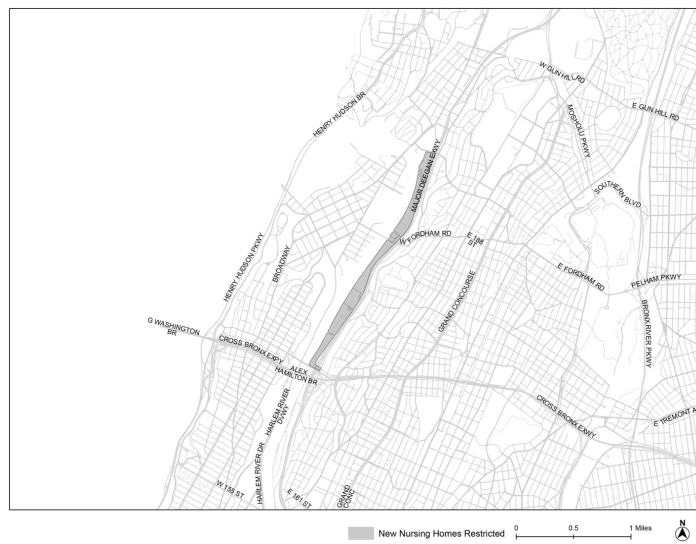 W GUN HILL RD
E GUN HILL RD
HENRY HUDSON BR
MOSHOLU PKWY
MAJOR DEEGAN EXWY
SOUTHERN BLVD
W FORDHAM RD
E 188
ST
BROADWAY
HENRY HUDSON PKWY
E FORDHAM RD
PELHAM PKWY
GRAND CONCOURSE
BRONX RIVER PKWY
G WASHINGTON
BR
CROSS BRONX EXPY
ALEX
HAMILTON BR
HARLEM RIVER
DVWY
CROSS BRONX EXWY
E TREMONT A
HARLEM RIVER DR
W 155 ST
E 161 ST
GRAND
CONC
New Nursing Homes Restricted
0 0.5 1 Miles
N